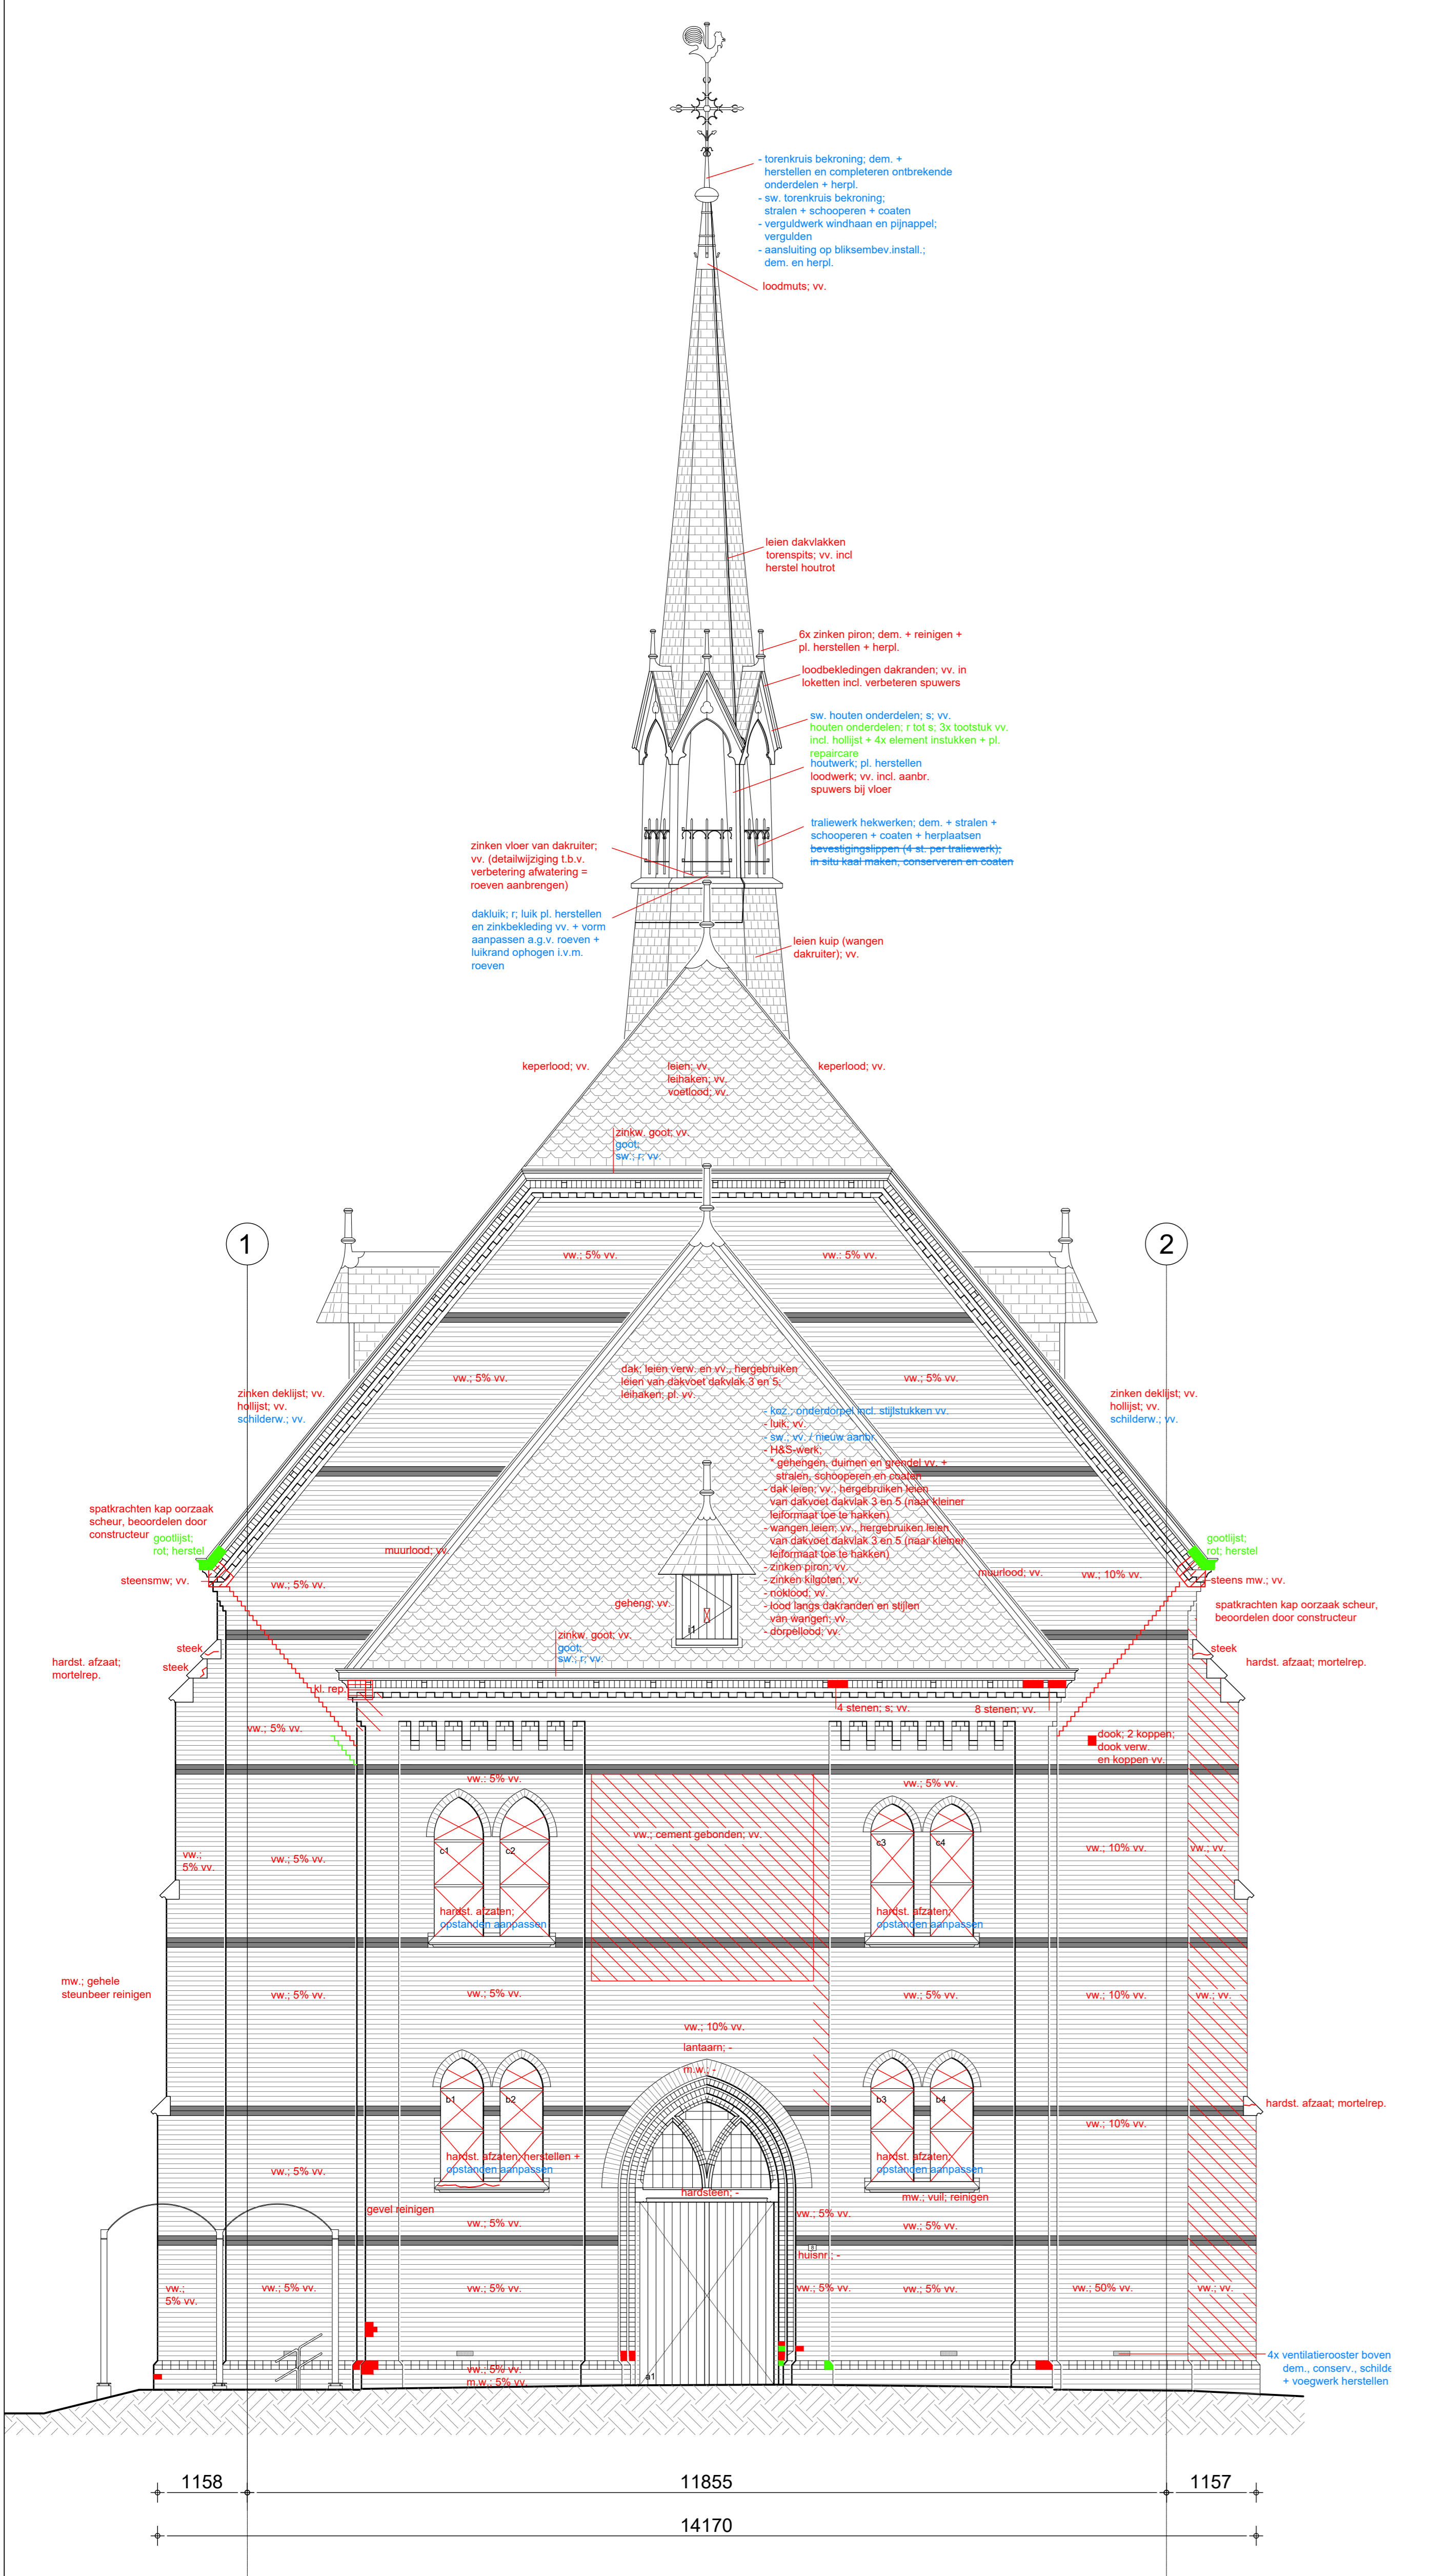 - torenkruis bekroning; dem. +
herstellen en completeren ontbrekende
onderdelen + herpl.
- sw. torenkruis bekroning;
stralen + schooperen + coaten
- verguldwerk windhaan en pijnappel;
vergulden
- aansluiting op bliksembev.install.;
dem. en herpl.
loodmuts; vv.
leien dakvlakken
torenspits; vv. incl
herstel houtrot
6x zinken piron; dem. + reinigen +
pl. herstellen + herpl.
loodbekledingen dakranden; vv. in
loketten incl. verbeteren spuwers
sw. houten onderdelen; s; vv.
houten onderdelen; r tot s; 3x tootstuk vv.
incl. hollijst + 4x element instukken + pl.
repaircare
houtwerk; pl. herstellen
loodwerk; vv. incl. aanbr.
spuwers bij vloer
traliewerk hekwerken; dem. + stralen +
schooperen + coaten + herplaatsen
bevestigingslippen (4 st. per traliewerk);
in situ kaal maken, conserveren en coaten
zinken vloer van dakruiter;
vv. (detailwijziging t.b.v.
verbetering afwatering =
roeven aanbrengen)
dakluik; r; luik pl. herstellen
en zinkbekleding vv. + vorm
aanpassen a.g.v. roeven +
luikrand ophogen i.v.m.
roeven
leien kuip (wangen
dakruiter); vv.
keperlood; vv.
leien; vv.
leihaken; vv.
voetlood; vv.
keperlood; vv.
zinkw. goot; vv.
goot;
sw.; r; vv.
1
2
vw.; 5% vv.
vw.: 5% vv.
vw.; 5% vv.
vw.; 5% vv.
dak; leien verw. en vv., hergebruiken
leien van dakvoet dakvlak 3 en 5;
leihaken; pl. vv.
zinken deklijst; vv.
hollijst; vv.
schilderw.; vv.
zinken deklijst; vv.
hollijst; vv.
schilderw.; vv.
- koz.; onderdorpel incl. stijlstukken vv.
- luik; vv.
- sw.; vv. / nieuw aanbr.
- H&S-werk;
* gehengen, duimen en grendel vv. +
stralen, schooperen en coaten
- dak leien; vv., hergebruiken leien
van dakvoet dakvlak 3 en 5 (naar kleiner
leiformaat toe te hakken)
- wangen leien; vv., hergebruiken leien
van dakvoet dakvlak 3 en 5 (naar kleiner
leiformaat toe te hakken)
- zinken piron; vv.
- zinken kilgoten; vv.
- noklood; vv.
- lood langs dakranden en stijlen
van wangen; vv.
- dorpellood; vv.
spatkrachten kap oorzaak
scheur, beoordelen door
constructeur
gootlijst;
rot; herstel
gootlijst;
rot; herstel
muurlood; vv.
muurlood; vv.
steensmw; vv.
vw.; 5% vv.
vw.; 10% vv.
steens mw.; vv.
geheng; vv.
i1
spatkrachten kap oorzaak scheur,
beoordelen door constructeur
zinkw. goot; vv.
goot;
sw.; r; vv.
steek
steek
hardst. afzaat;
mortelrep.
steek
hardst. afzaat; mortelrep.
kl. rep.
4 stenen; s; vv.
8 stenen; vv.
vw.; 5% vv.
dook; 2 koppen;
dook verw.
en koppen vv.
vw.: 5% vv.
vw.; 5% vv.
vw.; cement gebonden; vv.
c1
c2
c3
c4
vw.;
5% vv.
vw.; 5% vv.
vw.; 10% vv.
vw.; vv.
hardst. afzaten;
opstanden aanpassen
hardst. afzaten;
opstanden aanpassen
mw.; gehele
steunbeer reinigen
vw.; 5% vv.
vw.; 5% vv.
vw.; 5% vv.
vw.; 10% vv.
vw.; vv.
vw.; 10% vv.
lantaarn; -
m.w.; -
b1
b2
b3
b4
hardst. afzaat; mortelrep.
vw.; 10% vv.
hardst. afzaten; herstellen +
opstanden aanpassen
hardst. afzaten;
opstanden aanpassen
vw.; 5% vv.
hardsteen; -
mw.; vuil; reinigen
gevel reinigen
vw.; 5% vv.
vw.; 5% vv.
vw.; 5% vv.
huisnr.; -
vw.;
5% vv.
vw.; 5% vv.
vw.; 5% vv.
vw.; 5% vv.
vw.; 5% vv.
vw.; 50% vv.
vw.; vv.
4x ventilatierooster boven
dem., conserv., schilde
+ voegwerk herstellen
vw.; 5% vv.
m.w.; 5% vv.
a1
1158
11855
1157
14170